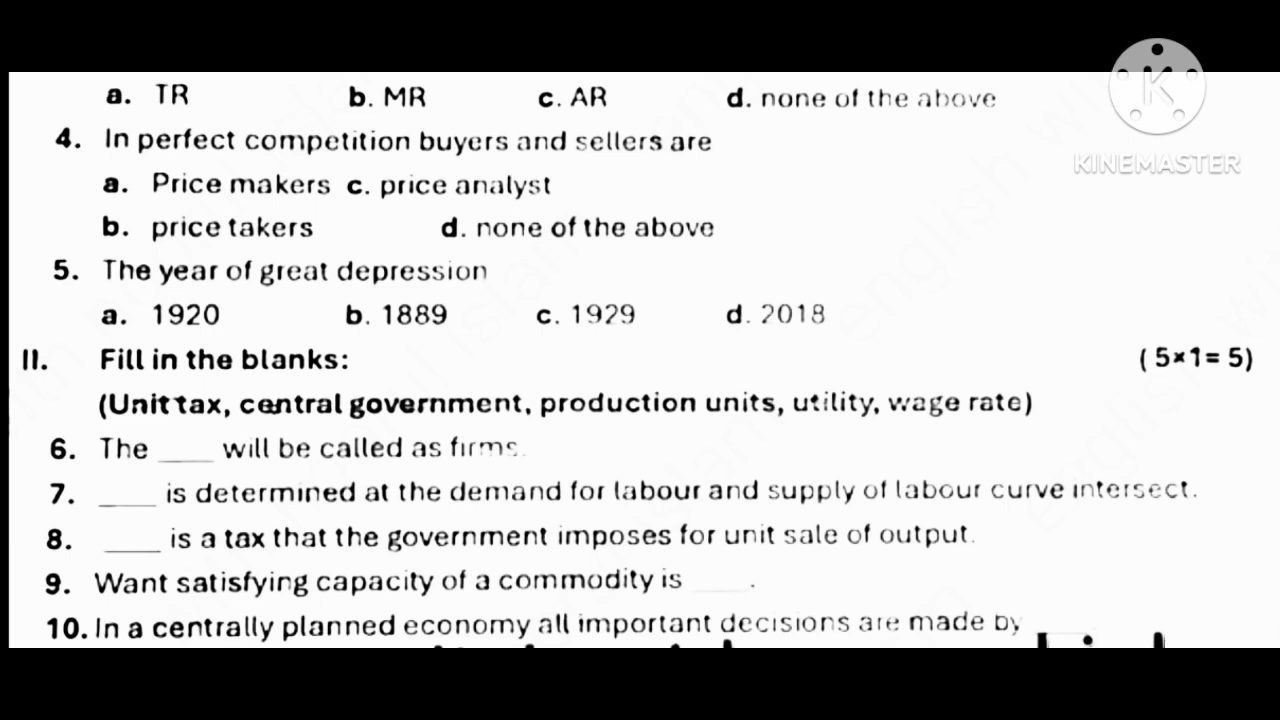 a. TR b. MR c. AR d. none of the above
4. In perfect competition buyers and sellers are
a. Price makers c. price analyst
b. price takers d. none of the above
5. The year of great depression
a. 1920 b. 1889 c. 1929 d. 2018
II. Fill in the blanks: ( 5×1= 5)
(Unit tax, central government, production units, utility, wage rate)
6. The ____ will be called as firms.
7. ____ is determined at the demand for labour and supply of labour curve intersect.
8. ____ is a tax that the government imposes for unit sale of output.
9. Want satisfying capacity of a commodity is ____ .
10. In a centrally planned economy all important decisions are made by
KINEMASTER